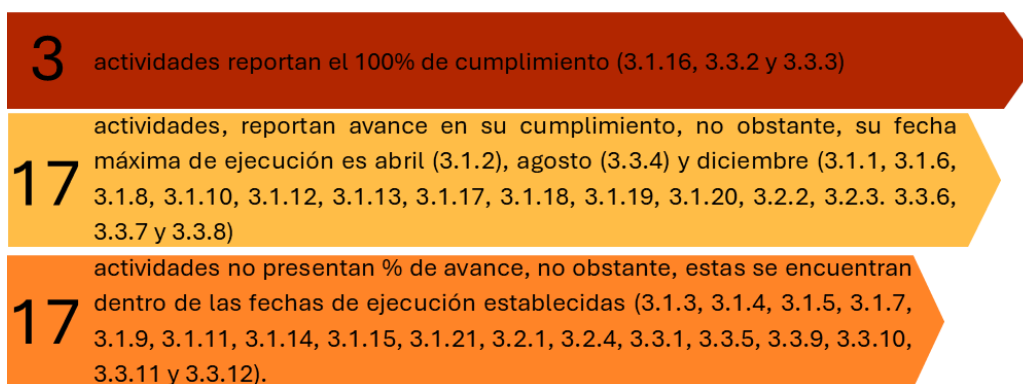 3
actividades reportan el 100% de cumplimiento (3.1.16, 3.3.2 y 3.3.3)
17
actividades, reportan avance en su cumplimiento, no obstante, su fecha
máxima de ejecución es abril (3.1.2), agosto (3.3.4) y diciembre (3.1.1, 3.1.6,
3.1.8, 3.1.10, 3.1.12, 3.1.13, 3.1.17, 3.1.18, 3.1.19, 3.1.20, 3.2.2, 3.2.3. 3.3.6,
3.3.7 y 3.3.8)
17
actividades no presentan % de avance, no obstante, estas se encuentran
dentro de las fechas de ejecución establecidas (3.1.3, 3.1.4, 3.1.5, 3.1.7,
3.1.9, 3.1.11, 3.1.14, 3.1.15, 3.1.21, 3.2.1, 3.2.4, 3.3.1, 3.3.5, 3.3.9, 3.3.10,
3.3.11 y 3.3.12).